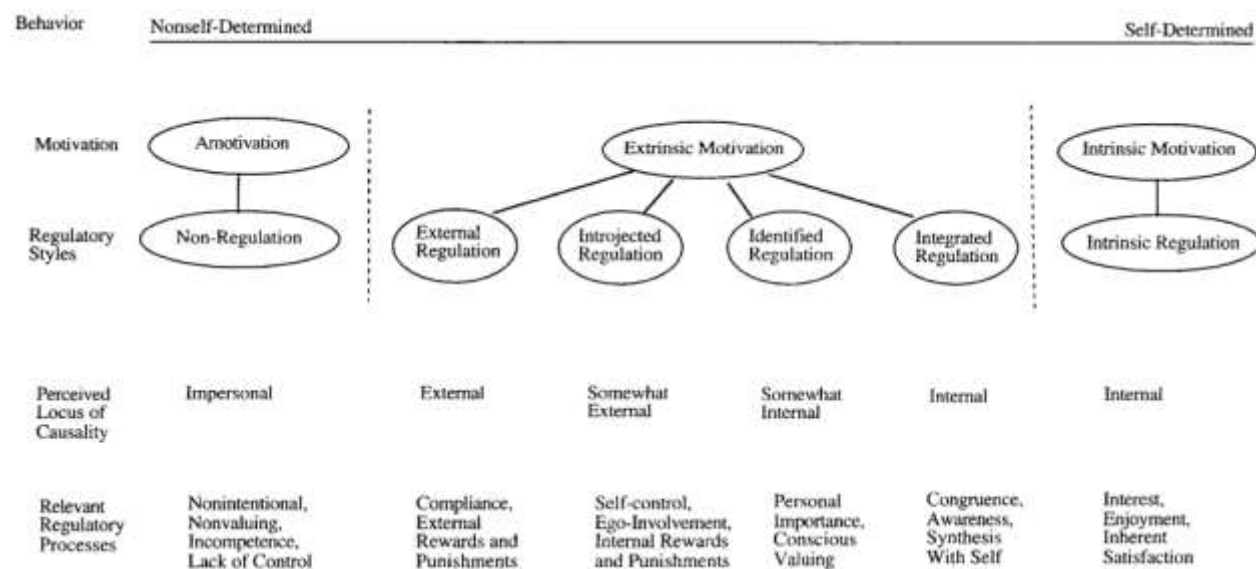 Behavior Nonself-Determined Self-Determined
Motivation Amotivation Extrinsic Motivation Intrinsic Motivation
Regulatory
Styles
Non-Regulation
External
Regulation
Introjected
Regulation
Identified
Regulation
Integrated
Regulation
Intrinsic Regulation
Perceived
Locus of
Causality
Impersonal
External
Somewhat
External
Somewhat
Internal
Internal
Internal
Relevant
Regulatory
Processes
Nonintentional,
Nonvaluing,
Incompetence,
Lack of Control
Compliance,
External
Rewards and
Punishments
Self-control,
Ego-Involvement,
Internal Rewards
and Punishments
Personal
Importance,
Conscious
Valuing
Congruence,
Awareness,
Synthesis
With Self
Interest,
Enjoyment,
Inherent
Satisfaction